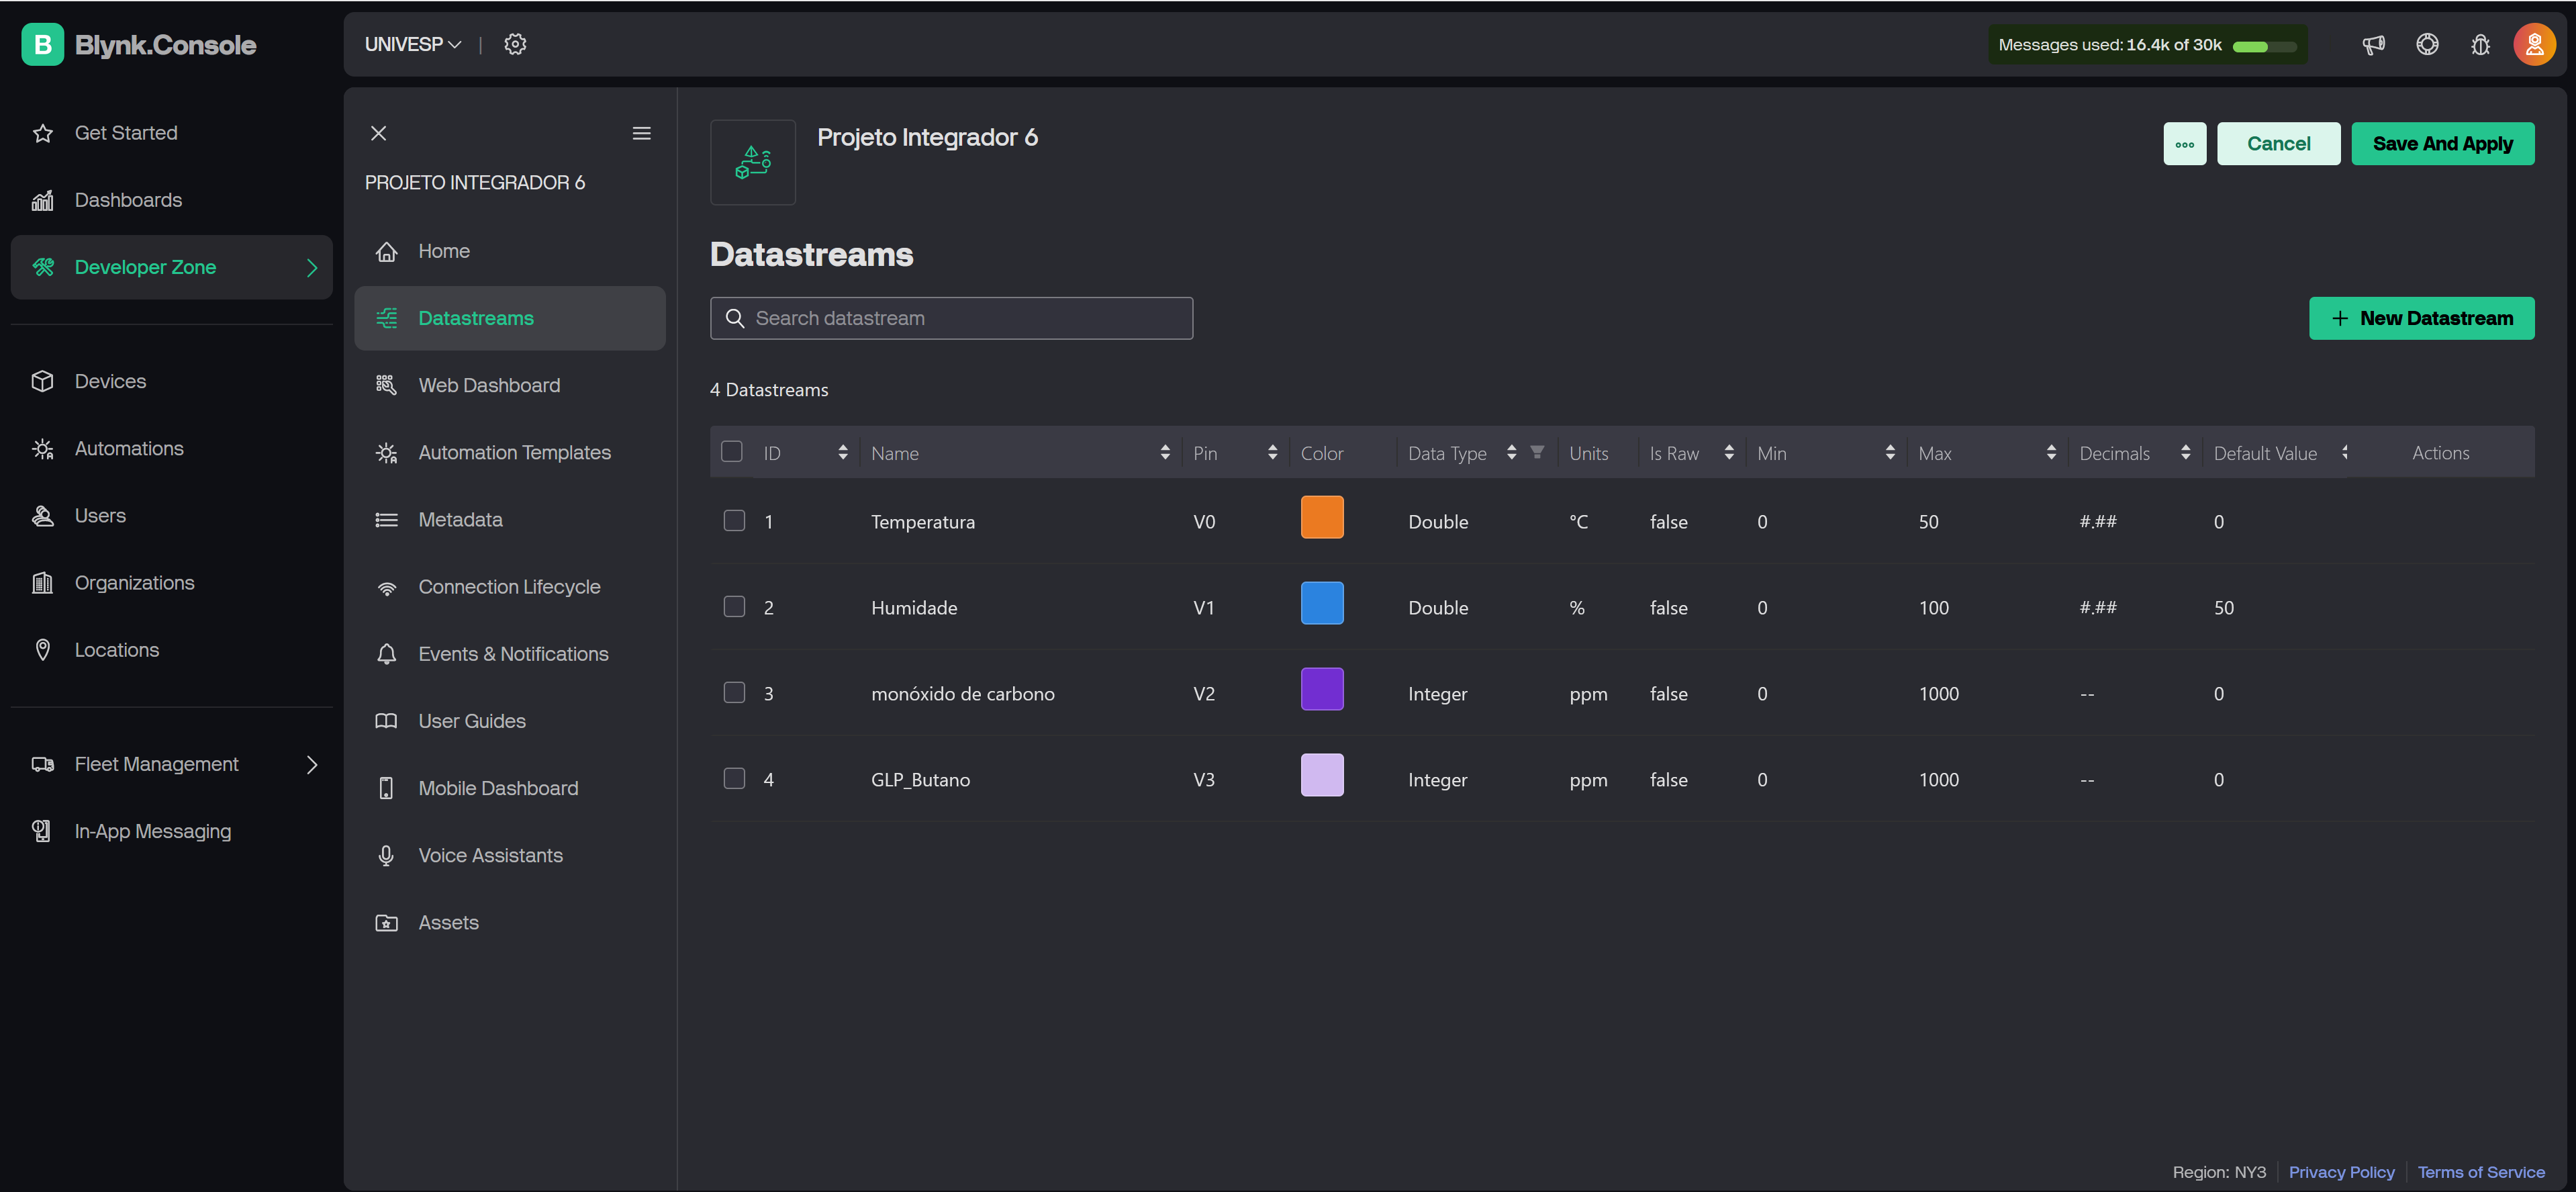 B Blynk.Console
UNIVESP
Messages used: 16.4k of 30k
Get Started
Dashboards
Developer Zone
Devices
Automations
Users
Organizations
Locations
Fleet Management
In-App Messaging
PROJETO INTEGRADOR 6
Home
Datastreams
Web Dashboard
Automation Templates
Metadata
Connection Lifecycle
Events & Notifications
User Guides
Mobile Dashboard
Voice Assistants
Assets
Projeto Integrador 6
Cancel
Save And Apply
Datastreams
Search datastream
New Datastream
4 Datastreams
ID Name Pin Color Data Type Units Is Raw Min Max Decimals Default Value Actions
1 Temperatura V0 Double °C false 0 50 #.## 0
2 Humidade V1 Double % false 0 100 #.## 50
3 monóxido de carbono V2 Integer ppm false 0 1000 -- 0
4 GLP_Butano V3 Integer ppm false 0 1000 -- 0
Region: NY3 Privacy Policy Terms of Service